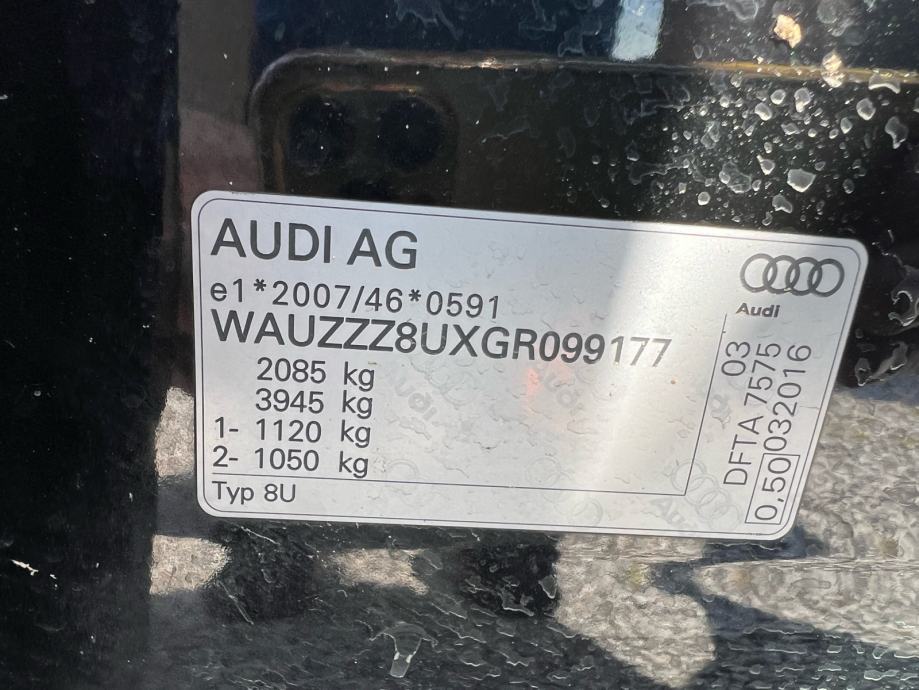 AUDI AG
e1*2007/46*0591
WAUZZZ8UXGR099177
2085 kg
3945 kg
1- 1120 kg
2- 1050 kg
Typ 8U
Audi
03
DFTA 7575
0,50 032016